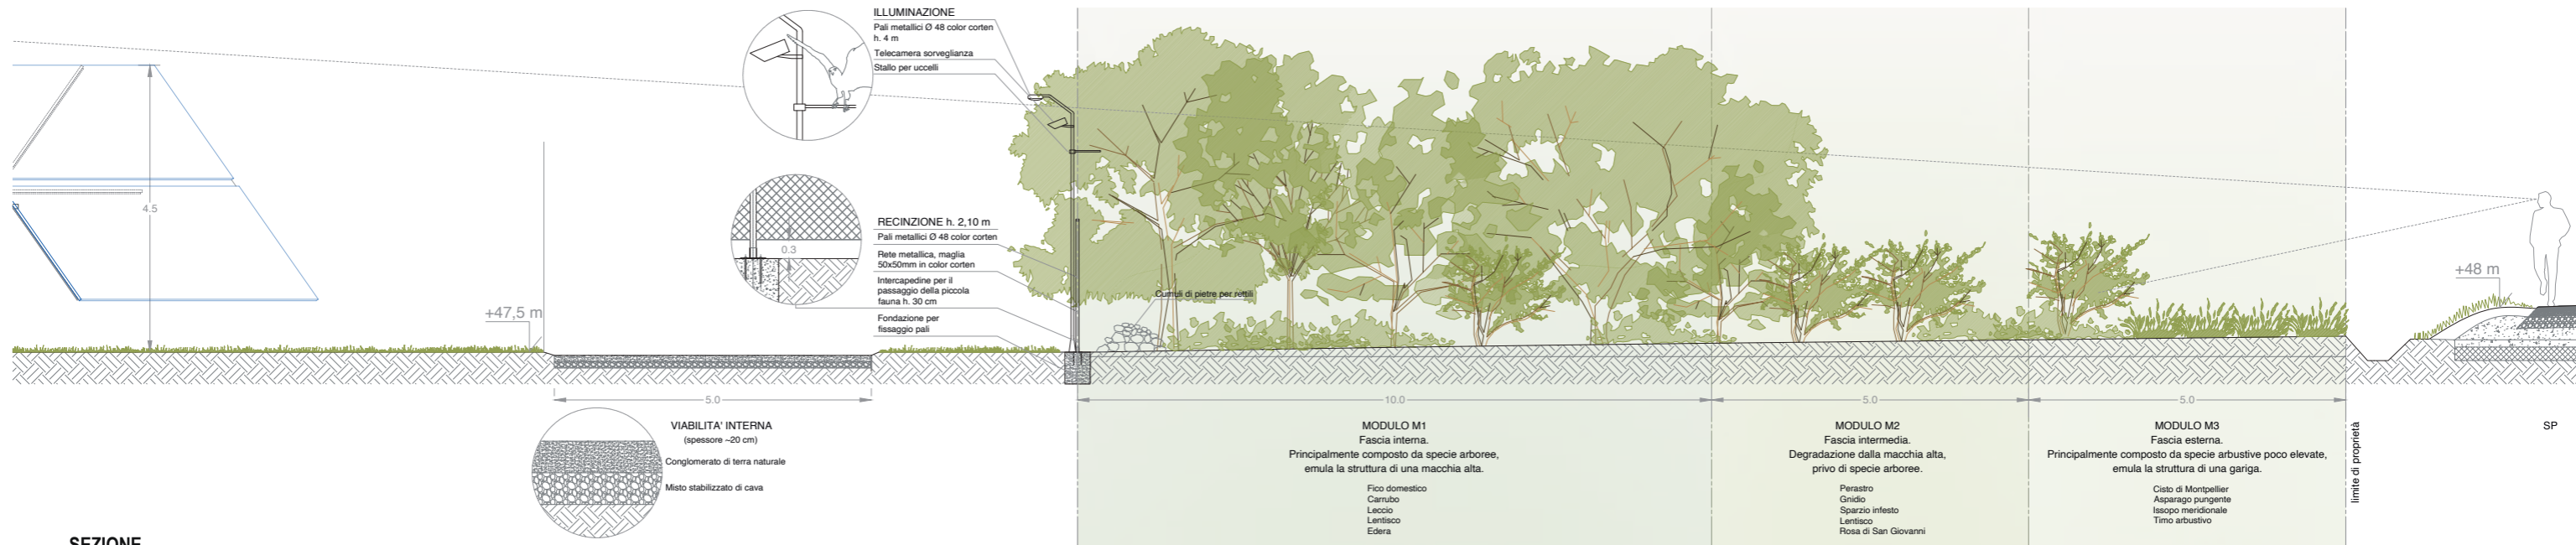 ILLUMINAZIONE
Pali metallici Ø 48 color corten
h. 4 m
Telecamera sorveglianza
Stallo per uccelli
4.5
+47,5 m
0.3
RECINZIONE h. 2,10 m
Pali metallici Ø 48 color corten
Rete metallica, maglia
50x50mm in color corten
Intercapedine per il
passaggio della piccola
fauna h. 30 cm
Fondazione per
fissaggio pali
Cumuli di pietre per rettili
+48 m
5.0
10.0
5.0
5.0
VIABILITA' INTERNA
(spessore ~20 cm)
Conglomerato di terra naturale
Misto stabilizzato di cava
MODULO M1
Fascia interna.
Principalmente composto da specie arboree,
emula la struttura di una macchia alta.
Fico domestico
Carrubo
Leccio
Lentisco
Edera
MODULO M2
Fascia intermedia.
Degradazione dalla macchia alta,
privo di specie arboree.
Perastro
Gnidio
Sparzio infesto
Lentisco
Rosa di San Giovanni
MODULO M3
Fascia esterna.
Principalmente composto da specie arbustive poco elevate,
emula la struttura di una gariga.
Cisto di Montpellier
Asparago pungente
Issopo meridionale
Timo arbustivo
limite di proprietà
SP
SEZIONE